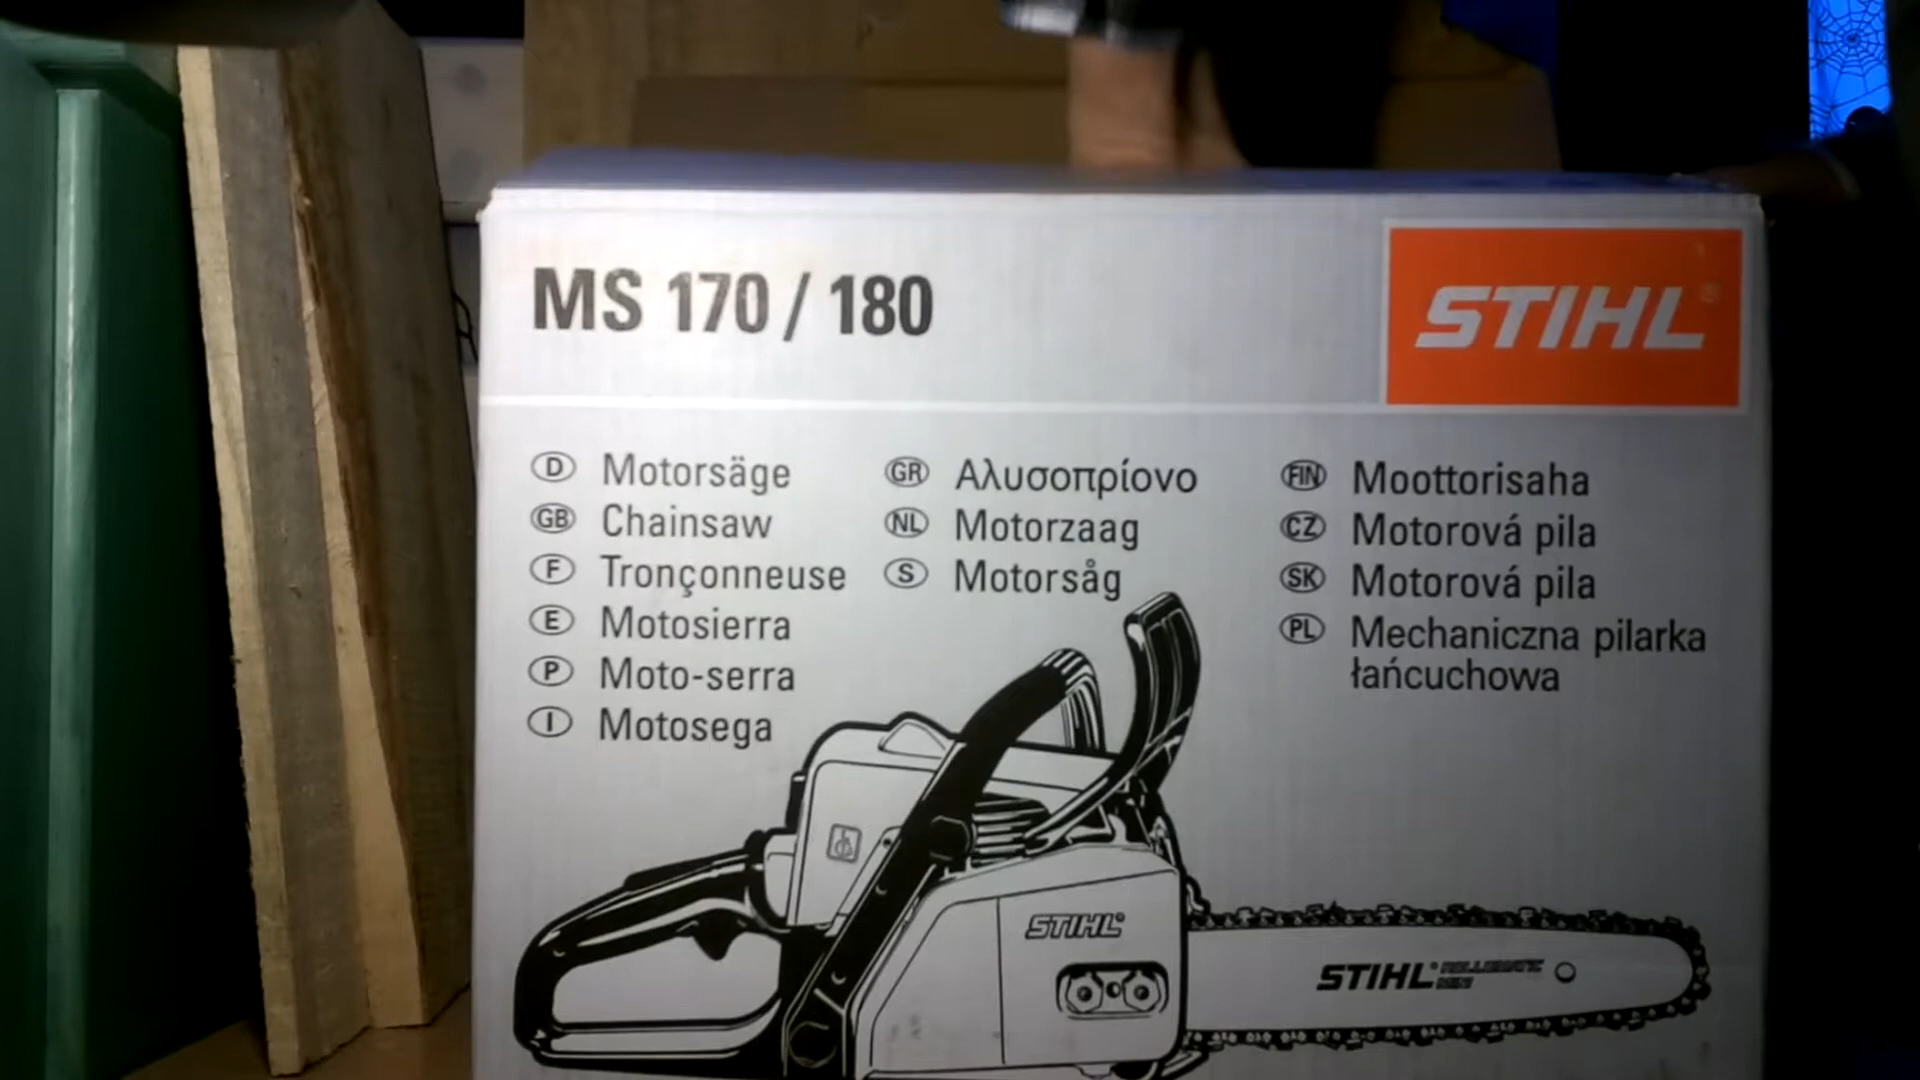 MS 170 / 180
STIHL®
D Motorsäge
GB Chainsaw
F Tronçonneuse
E Motosierra
P Moto-serra
I Motosega
GR Αλυσοπρίονο
NL Motorzaag
S Motorsåg
FIN Moottorisaha
CZ Motorová pila
SK Motorová pila
PL Mechaniczna pilarka
łańcuchowa
STIHL®
STIHL® ROLLOMATIC